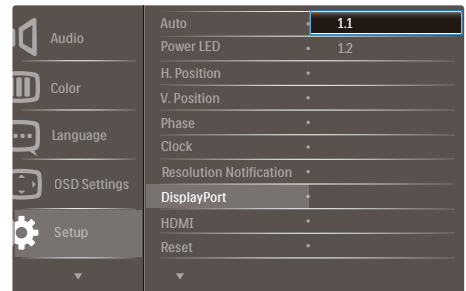 Audio
Color
Language
OSD Settings
Setup
Auto
Power LED
H. Position
V. Position
Phase
Clock
Resolution Notification
DisplayPort
HDMI
Reset
1.1
1.2